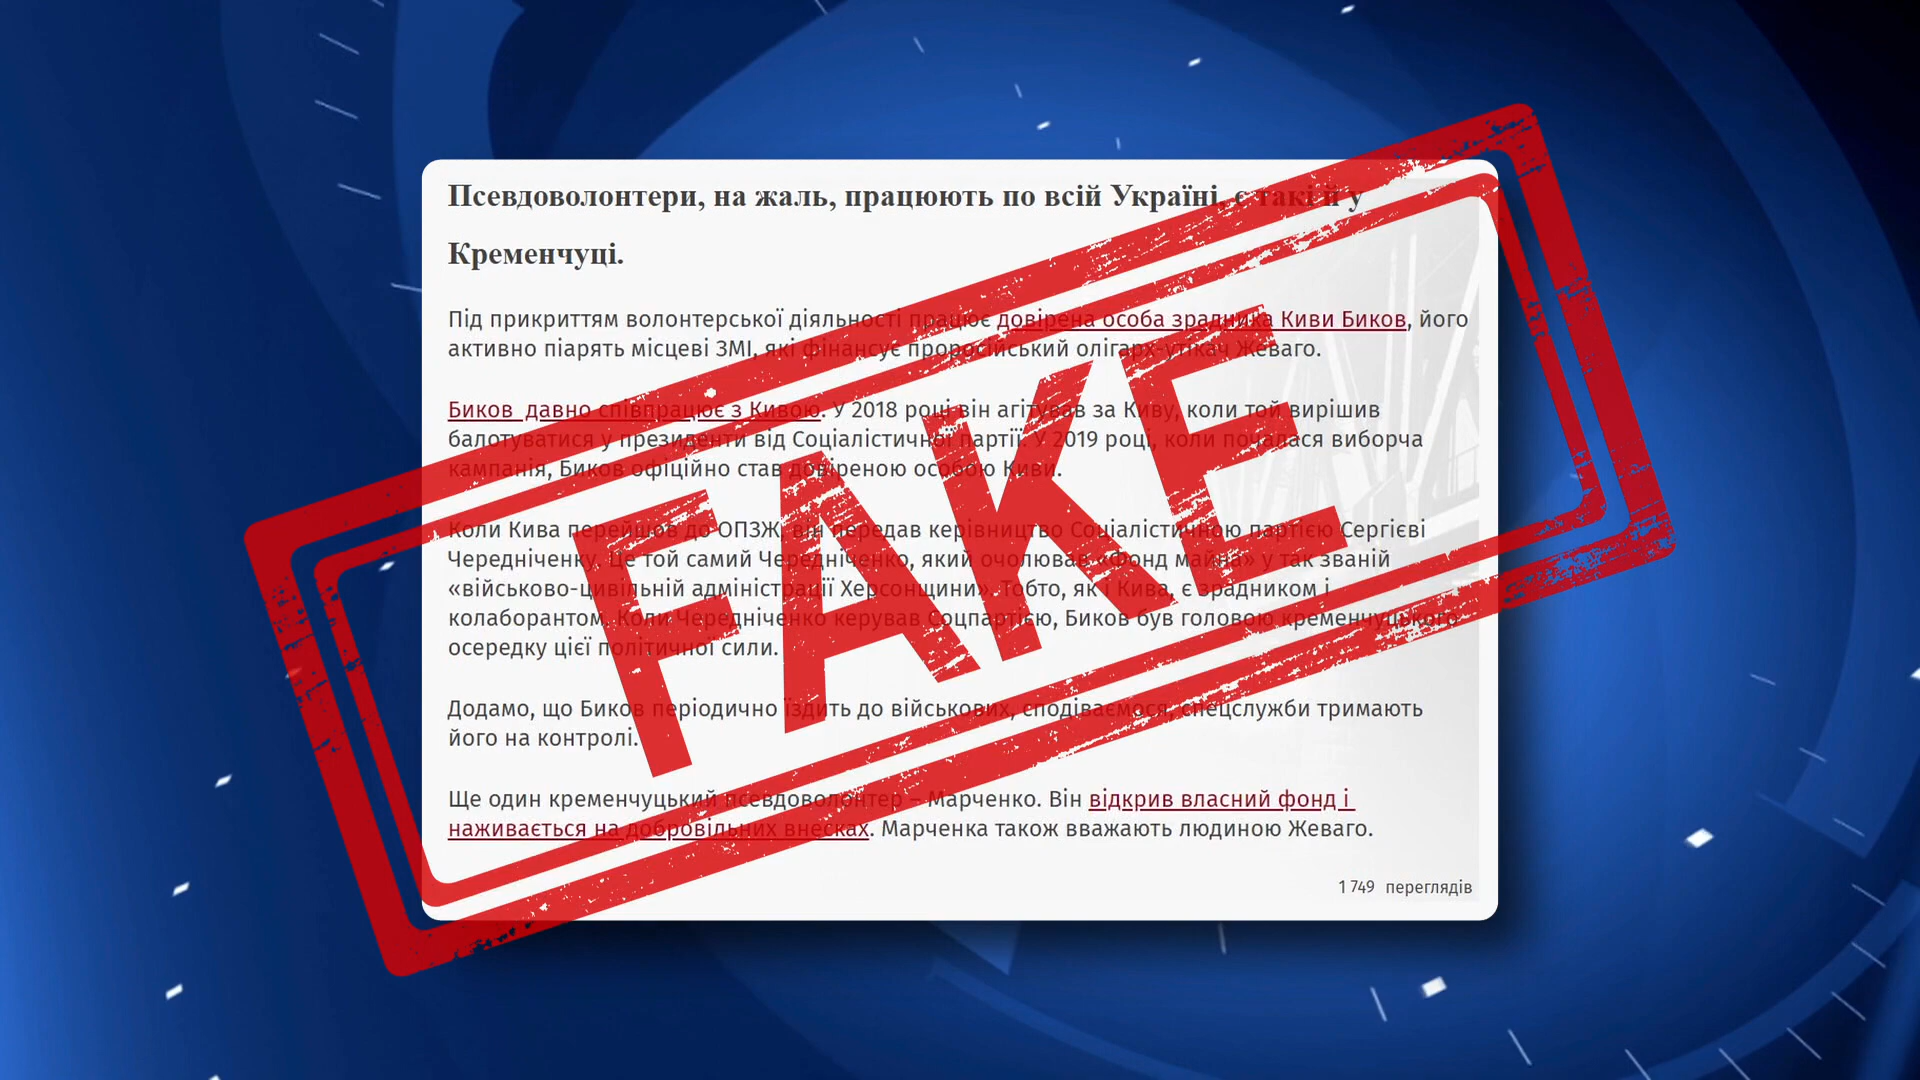 Псевдоволонтери, на жаль, працюють по всій Україні, є такі й у
Кременчуці.
Під прикриттям волонтерської діяльності працює довірена особа зрадника Киви Биков, його
активно піарять місцеві ЗМІ, які фінансує проросійський олігарх-утікач Жеваго.
Биков давно співпрацює з Кивою. У 2018 році він агітував за Киву, коли той вирішив
балотуватися у президенти від Соціалістичної партії. У 2019 році, коли почалася виборча
кампанія, Биков офіційно став довіреною особою Киви.
Коли Кива перейшов до ОПЗЖ, він передав керівництво Соціалістичною партією Сергієві
Чередніченку. Це той самий Чередніченко, який очолював «Фонд майна» у так званій
«військово-цивільній адміністрації Херсонщини». Тобто, як і Кива, є зрадником і
колаборантом. Коли Чередніченко керував Соцпартією, Биков був головою кременчуцького
осередку цієї політичної сили.
Додамо, що Биков періодично їздить до військових, сподіваємося, спецслужби тримають
його на контролі.
Ще один кременчуцький псевдоволонтер – Марченко. Він відкрив власний фонд і
наживається на добровільних внесках. Марченка також вважають людиною Жеваго.
1 749 переглядів
FAKE